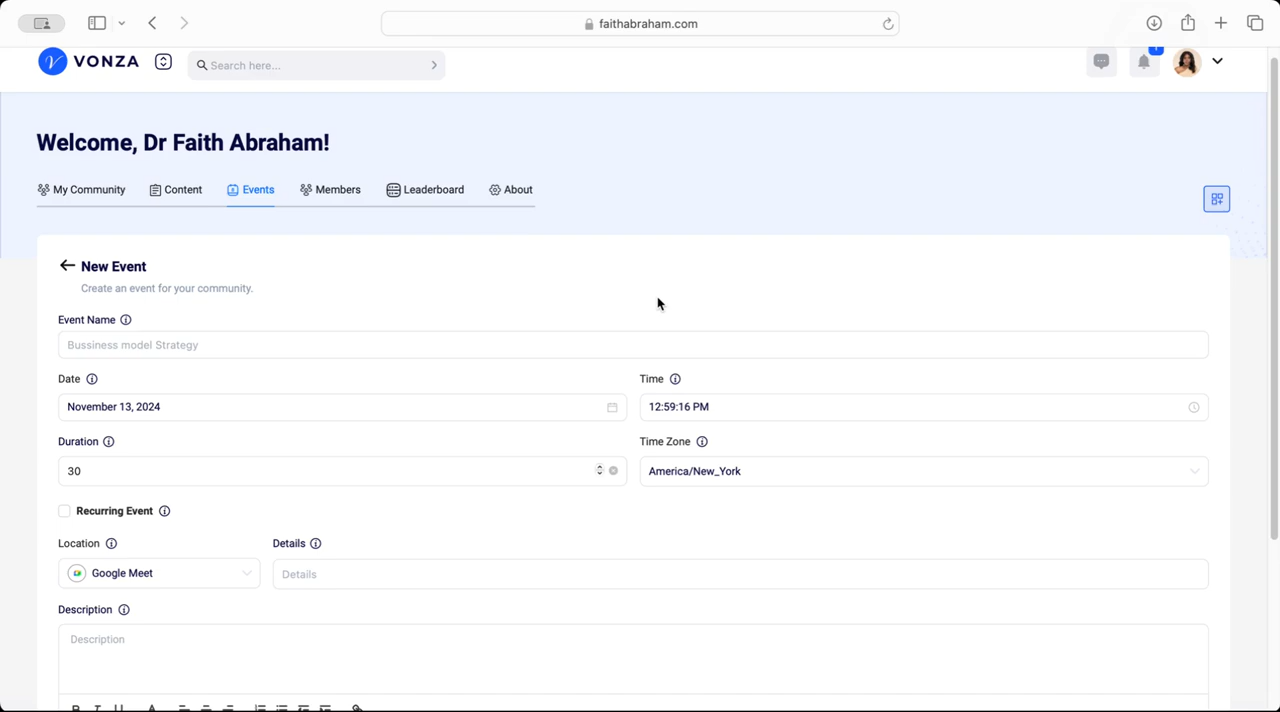 faithabraham.com
VONZA
Search here...
Welcome, Dr Faith Abraham!
My Community Content Events Members Leaderboard About
New Event
Create an event for your community.
Event Name
Bussiness model Strategy
Date Time
November 13, 2024 12:59:16 PM
Duration Time Zone
30 America/New_York
Recurring Event
Location Details
Google Meet Details
Description
Description